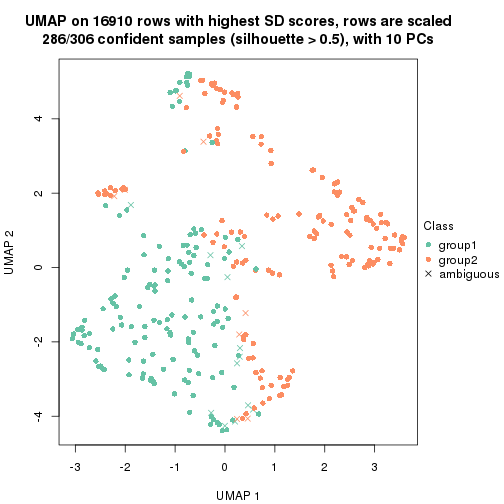 UMAP on 16910 rows with highest SD scores, rows are scaled
286/306 confident samples (silhouette > 0.5), with 10 PCs
4
2
0
-2
-4
UMAP 2
-3
-2
-1
0
1
2
3
UMAP 1
Class
group1
group2
ambiguous